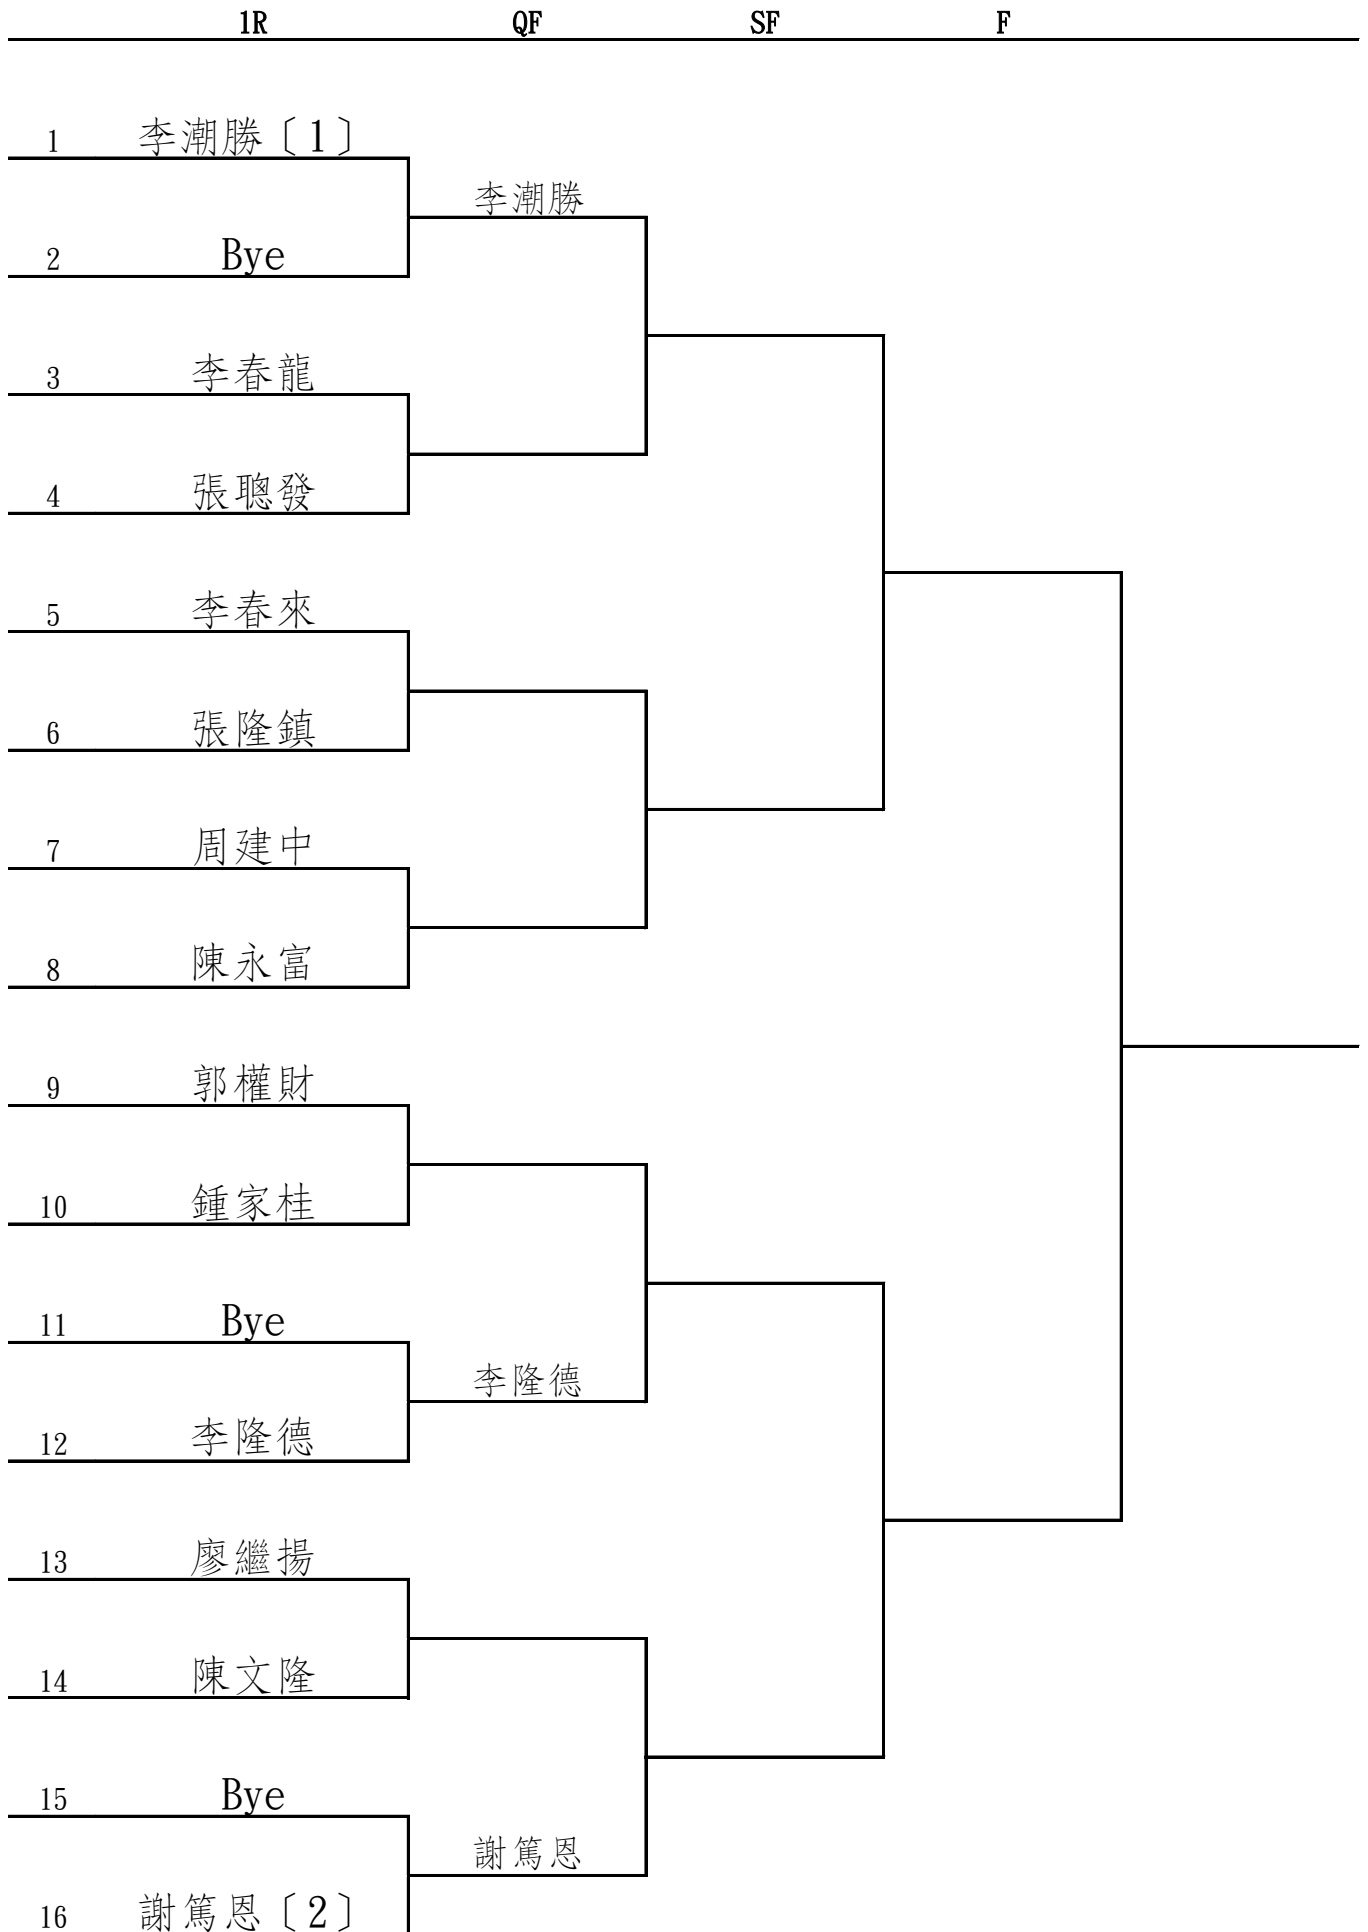 1R QF SF F
1 李潮勝〔1〕
李潮勝
2 Bye
3 李春龍
4 張聰發
5 李春來
6 張隆鎮
7 周建中
8 陳永富
9 郭權財
10 鍾家桂
11 Bye
李隆德
12 李隆德
13 廖繼揚
14 陳文隆
15 Bye
謝篤恩
16 謝篤恩〔2〕